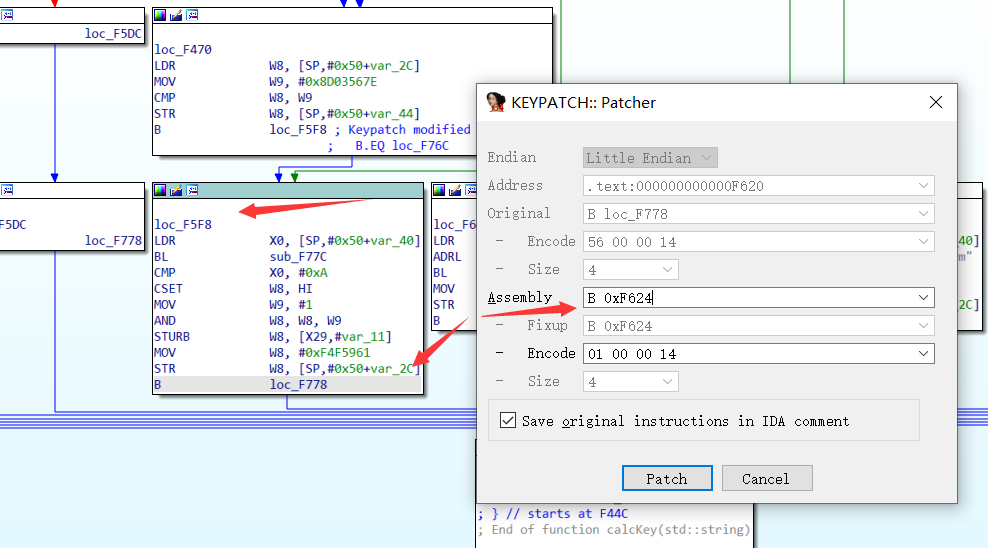 loc_F5DC
loc_F470
LDR W8, [SP,#0x50+var_2C]
MOV W9, #0x8D03567E
CMP W8, W9
STR W8, [SP,#0x50+var_44]
B loc_F5F8 ; Keypatch modified
; B.EQ loc_F76C
F5DC
loc_F778
loc_F5F8
LDR X0, [SP,#0x50+var_40]
BL sub_F77C
CMP X0, #0xA
CSET W8, HI
MOV W9, #1
AND W8, W8, W9
STURB W8, [X29,#var_11]
MOV W8, #0xF4F5961
STR W8, [SP,#0x50+var_2C]
B loc_F778
loc_F6
LDR
ADRL
BL
MOV
STR
B
40]
m"
2C]
KEYPATCH:: Patcher
Endian Little Endian
Address .text:000000000000F620
Original B loc_F778
- Encode 56 00 00 14
- Size 4
Assembly B 0xF624
- Fixup B 0xF624
- Encode 01 00 00 14
- Size 4
Save original instructions in IDA comment
Patch Cancel
; } // starts at F44C
; End of function calcKey(std::string)